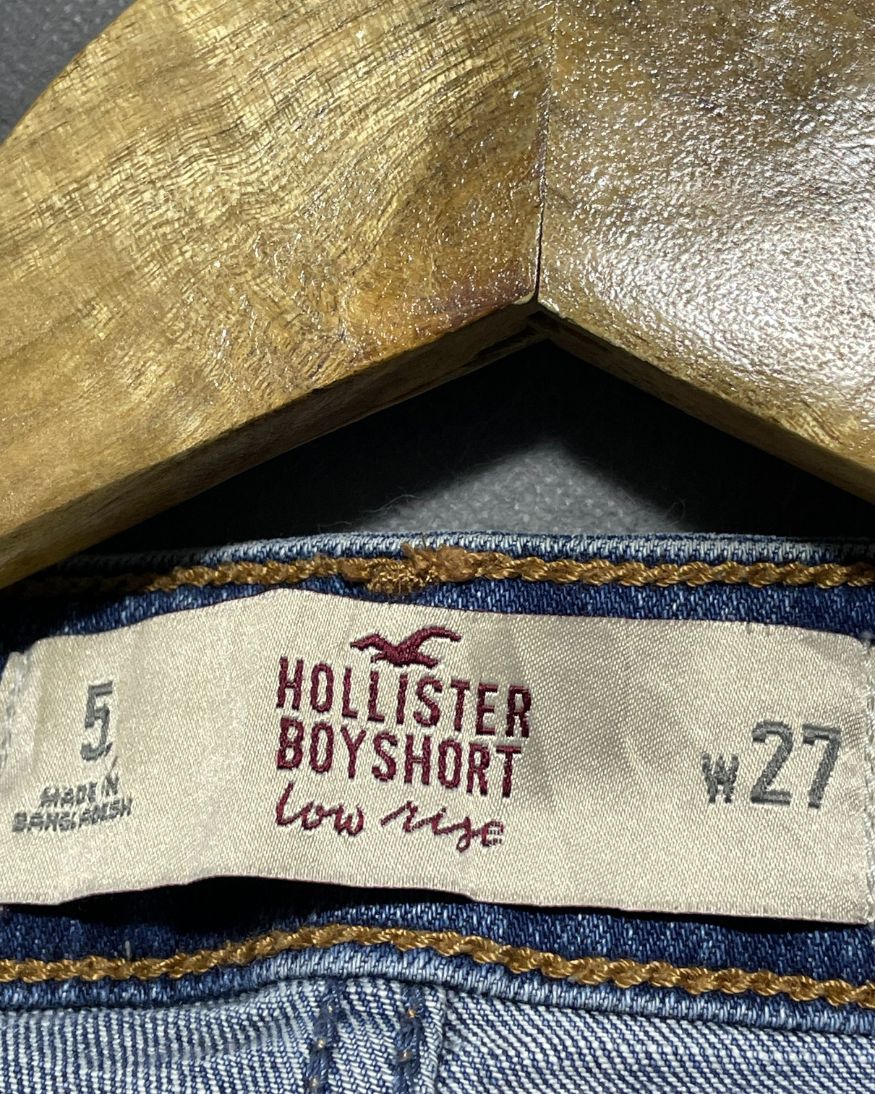 5
MADE IN
BANGLADESH
HOLLISTER
BOYSHORT
low rise
W27